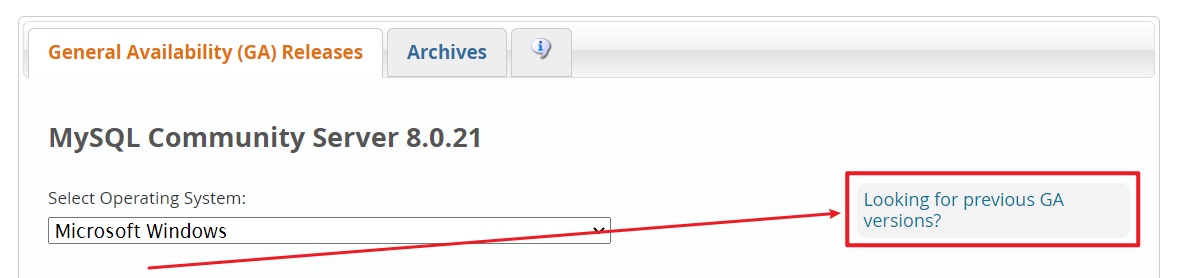 General Availability (GA) Releases
Archives
MySQL Community Server 8.0.21
Select Operating System:
Microsoft Windows
Looking for previous GA
versions?